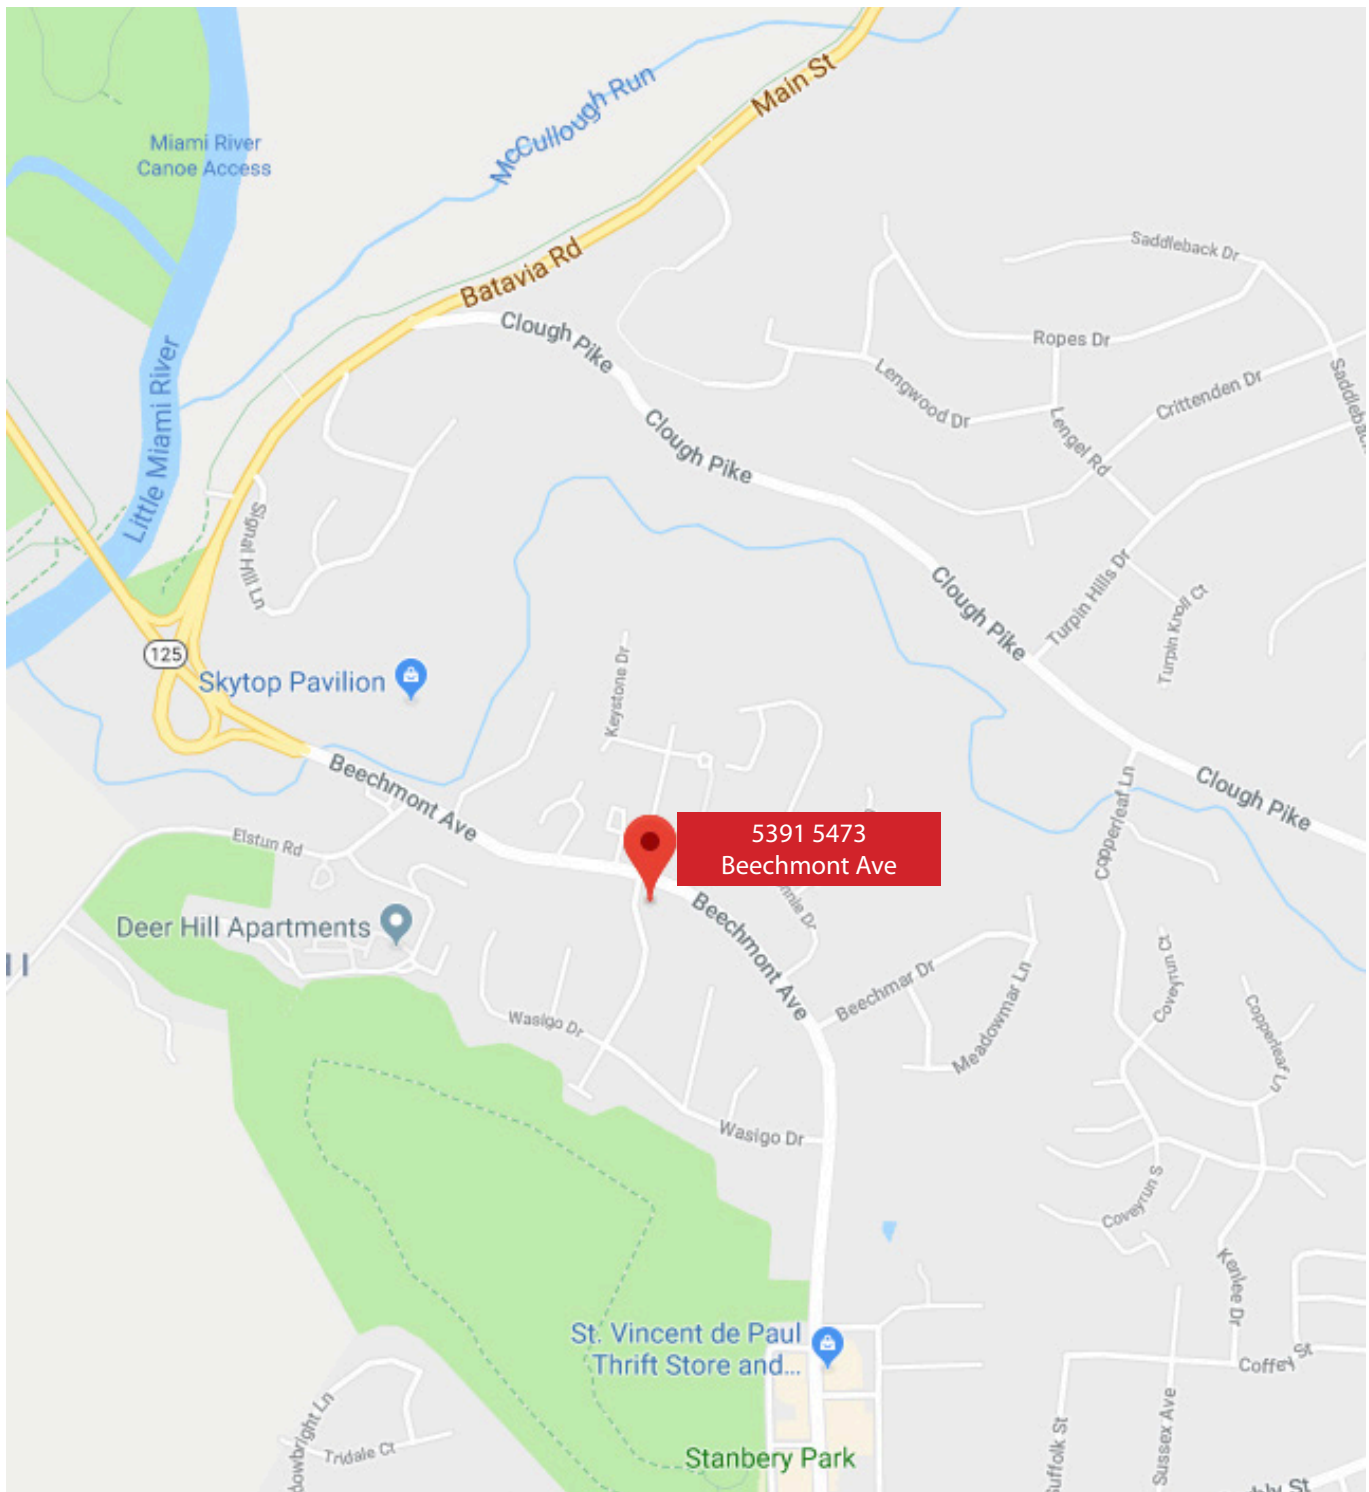 Main St
McCullough Run
Miami River
Canoe Access
Batavia Rd
Saddleback Dr
Clough Pike
Ropes Dr
Little Miami River
Lengwood Dr
Crittenden Dr
Clough Pike
Lengel Rd
Signal Hill Ln
Turpin Hills Dr
Clough Pike
Turpin Knoll Ct
125
Skytop Pavilion
Keystone Dr
Beechmont Ave
Clough Pike
Copperleaf Ln
5391 5473
Beechmont Ave
Elstun Rd
Deer Hill Apartments
Beechmont Ave
Beechmar Dr
Meadowmar Ln
Coveyrun Ct
Copperleaf Ln
Wasigo Dr
Wasigo Dr
Coveyrun S
Kenlee Dr
St. Vincent de Paul
Thrift Store and...
Coffey St
Tridale Ct
Suffolk St
Sussex Ave
Stanbery Park